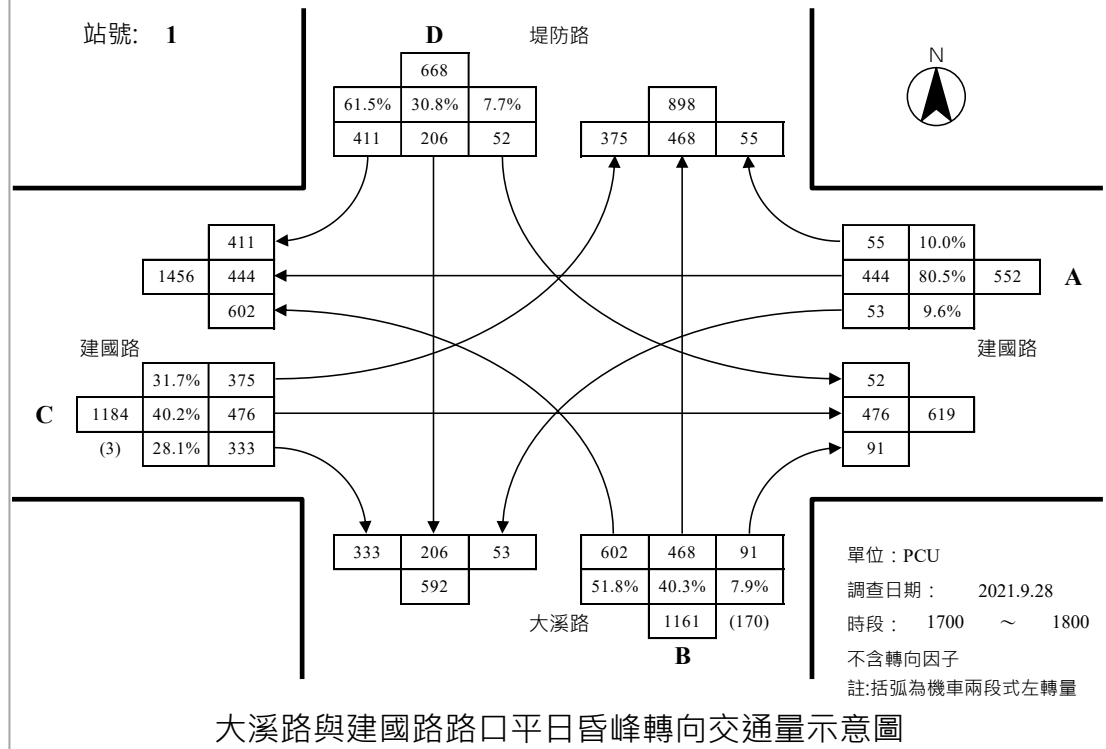 站號: 1
D
堤防路
N
668
61.5% 30.8% 7.7%
411 206 52
898
375 468 55
411
1456 444
602
55 10.0%
444 80.5% 552
53 9.6%
A
建國路
建國路
31.7% 375
C 1184 40.2% 476
(3) 28.1% 333
52
476 619
91
333 206 53
592
602 468 91
51.8% 40.3% 7.9%
1161 (170)
大溪路
B
單位：PCU
調查日期： 2021.9.28
時段： 1700 ～ 1800
不含轉向因子
註:括弧為機車兩段式左轉量
大溪路與建國路路口平日昏峰轉向交通量示意圖